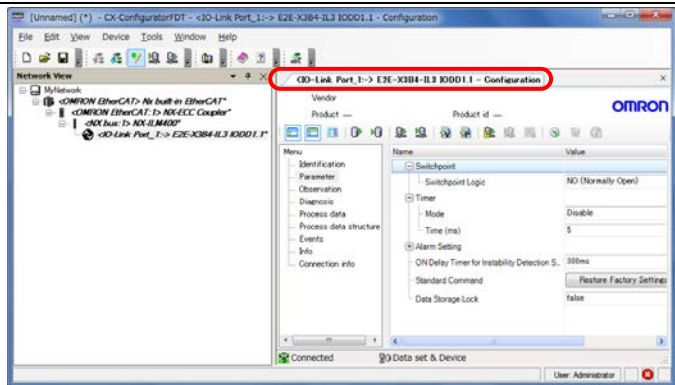 [Unnamed] (*) - CX-ConfiguratorFDT - <IO-Link Port_1:-> E2E-X3B4-IL3 IODD1.1 - Configuration
File Edit View Device Tools Window Help
Network View
MyNetwork
<OMRON EtherCAT> Nx built-in EtherCAT*
<OMRON EtherCAT: 1> NX-ECC Coupler*
<NX bus: 1> NX-ILM400*
<IO-Link Port_1:-> E2E-X3B4-IL3 IODD1.1*
<IO-Link Port_1:-> E2E-X3B4-IL3 IODD1.1 - Configuration
Vendor
Product —
Product id —
OMRON
Menu
Identification
Parameter
Observation
Diagnosis
Process data
Process data structure
Events
Info
Connection info
Name Value
Switchpoint
Switchpoint Logic NO (Normally Open)
Timer
Mode Disable
Time (ms) 5
Alarm Setting
ON Delay Timer for Instability Detection S.. 300ms
Standard Command Restore Factory Settings
Data Storage Lock false
Connected Data set & Device
User: Administrator